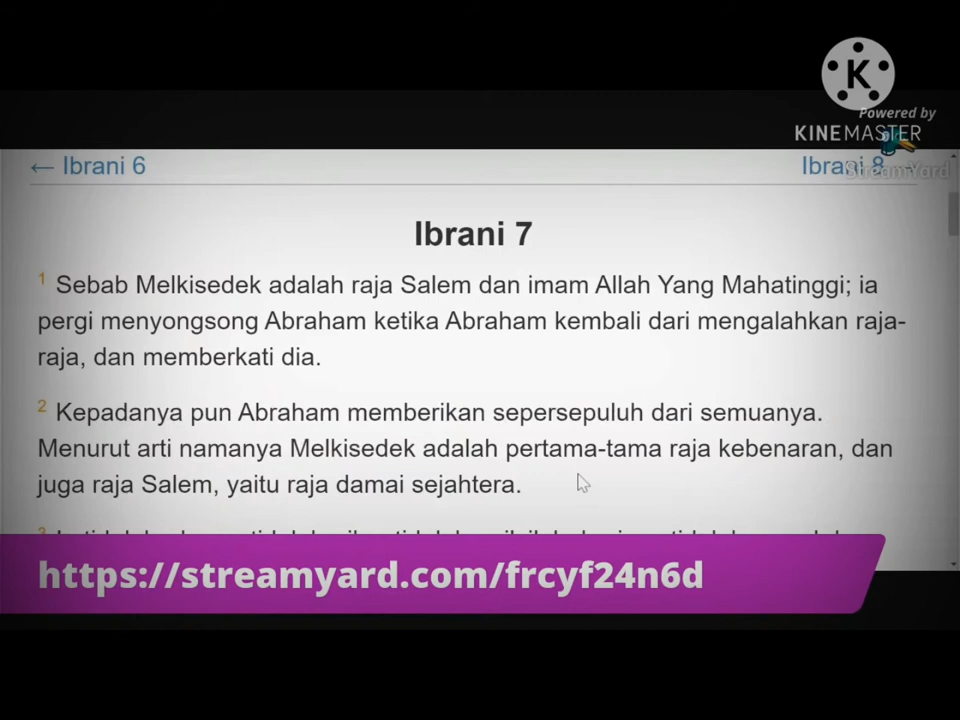 K
Powered by
KINEMASTER
StreamYard
← Ibrani 6
Ibrani 8
Ibrani 7
1 Sebab Melkisedek adalah raja Salem dan imam Allah Yang Mahatinggi; ia
pergi menyongsong Abraham ketika Abraham kembali dari mengalahkan raja-
raja, dan memberkati dia.
2 Kepadanya pun Abraham memberikan sepersepuluh dari semuanya.
Menurut arti namanya Melkisedek adalah pertama-tama raja kebenaran, dan
juga raja Salem, yaitu raja damai sejahtera.
https://streamyard.com/frcyf24n6d